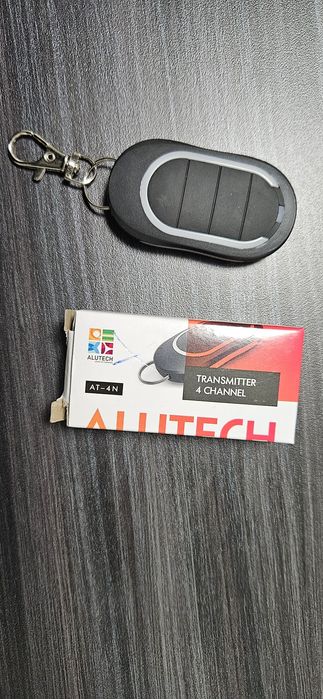 ALUTECH
AT-4N
TRANSMITTER
4 CHANNEL
ALUTECH